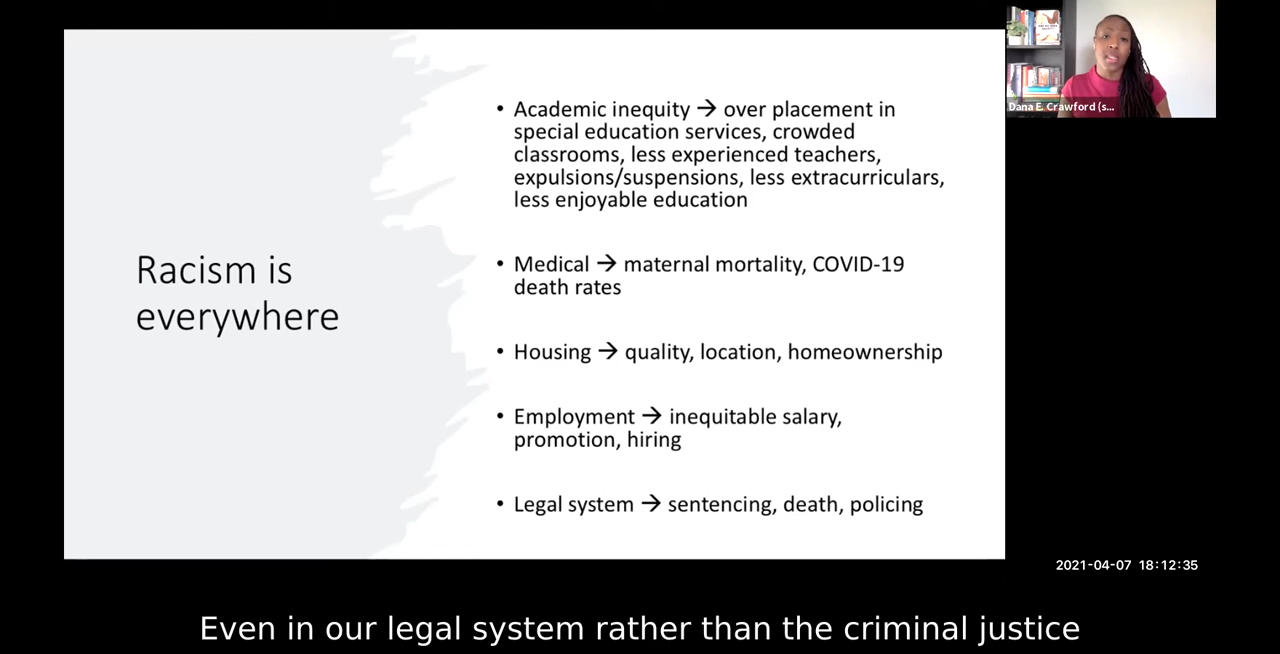 Racism is
everywhere
• Academic inequity → over placement in
special education services, crowded
classrooms, less experienced teachers,
expulsions/suspensions, less extracurriculars,
less enjoyable education
• Medical → maternal mortality, COVID-19
death rates
• Housing → quality, location, homeownership
• Employment → inequitable salary,
promotion, hiring
• Legal system → sentencing, death, policing
Dana E. Crawford (s...
2021-04-07 18:12:35
Even in our legal system rather than the criminal justice